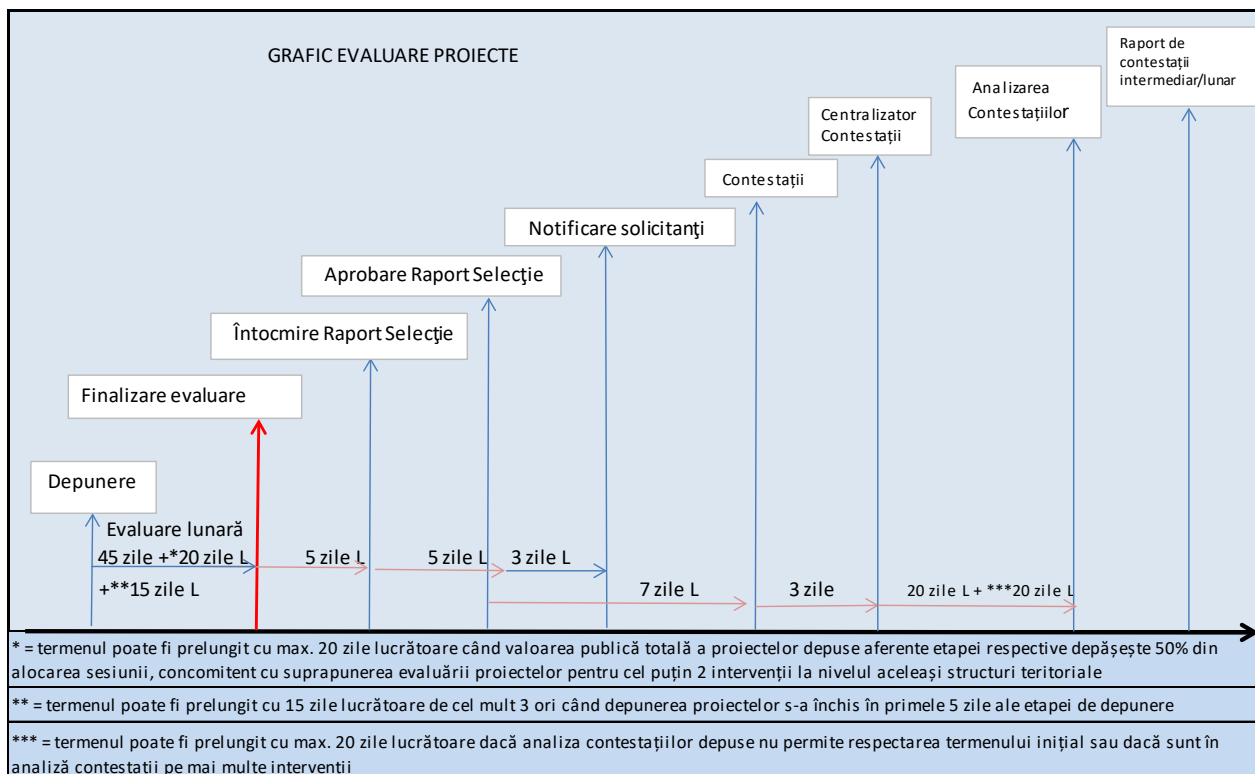 GRAFIC EVALUARE PROIECTE
Raport de
contestații
intermediar/lunar
Analizarea
Contestațiilor
Centralizator
Contestații
Contestații
Notificare solicitanţi
Aprobare Raport Selecţie
Întocmire Raport Selecţie
Finalizare evaluare
Depunere
Evaluare lunară
45 zile +*20 zile L
+**15 zile L
5 zile L
5 zile L
3 zile L
7 zile L
3 zile
20 zile L + ***20 zile L
* = termenul poate fi prelungit cu max. 20 zile lucrătoare când valoarea publică totală a proiectelor depuse aferente etapei respective depășește 50% din
alocarea sesiunii, concomitent cu suprapunerea evaluării proiectelor pentru cel puțin 2 intervenții la nivelul aceleași structuri teritoriale
** = termenul poate fi prelungit cu 15 zile lucrătoare de cel mult 3 ori când depunerea proiectelor s-a închis în primele 5 zile ale etapei de depunere
*** = termenul poate fi prelungit cu max. 20 zile lucrătoare dacă analiza contestațiilor depuse nu permite respectarea termenului inițial sau dacă sunt în
analiză contestații pe mai multe intervenții